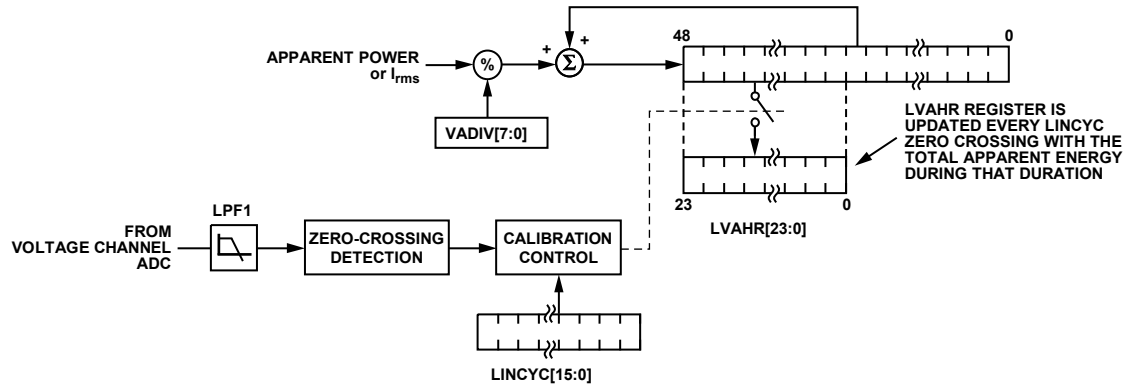 48
0
APPARENT POWER
or Irms
%
+
+
Σ
VADIV[7:0]
LVAHR REGISTER IS
UPDATED EVERY LINCYC
ZERO CROSSING WITH THE
TOTAL APPARENT ENERGY
DURING THAT DURATION
23
0
LVAHR[23:0]
LPF1
FROM
VOLTAGE CHANNEL
ADC
ZERO-CROSSING
DETECTION
CALIBRATION
CONTROL
LINCYC[15:0]